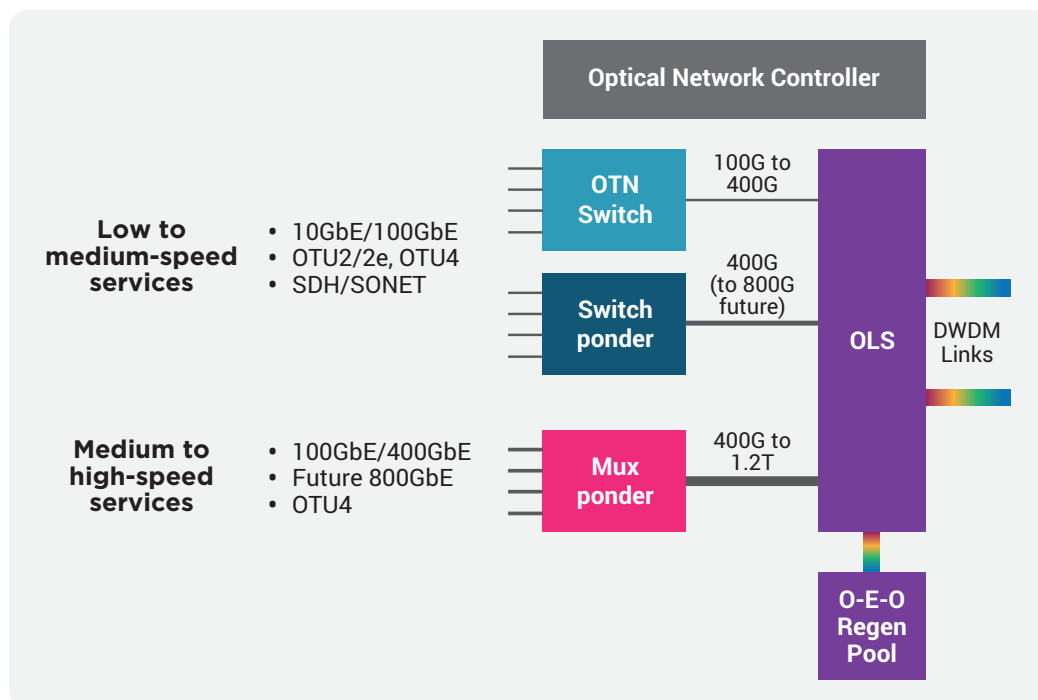 Optical Network Controller
Low to
medium-speed
services
• 10GbE/100GbE
• OTU2/2e, OTU4
• SDH/SONET
OTN
Switch
100G to
400G
Switch
ponder
400G
(to 800G
future)
OLS
DWDM
Links
Medium to
high-speed
services
• 100GbE/400GbE
• Future 800GbE
• OTU4
Mux
ponder
400G to
1.2T
O-E-O
Regen
Pool